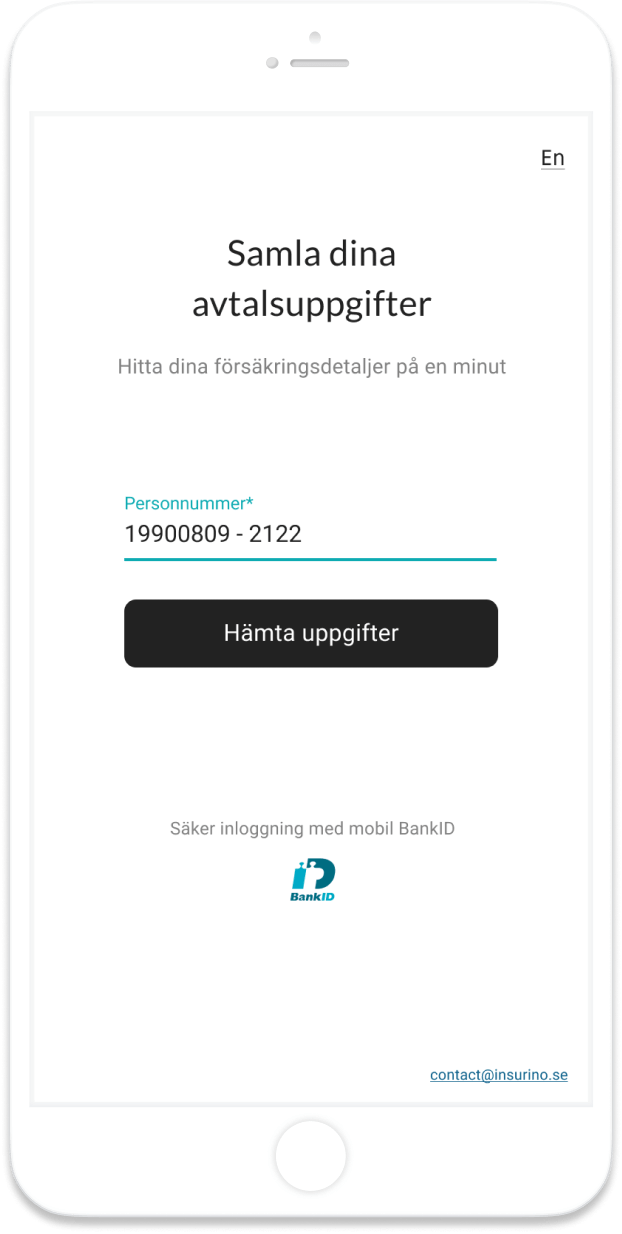 En
Samla dina
avtalsuppgifter
Hitta dina försäkringsdetaljer på en minut
Personnummer*
19900809 - 2122
Hämta uppgifter
Säker inloggning med mobil BankID
BankID
contact@insurino.se